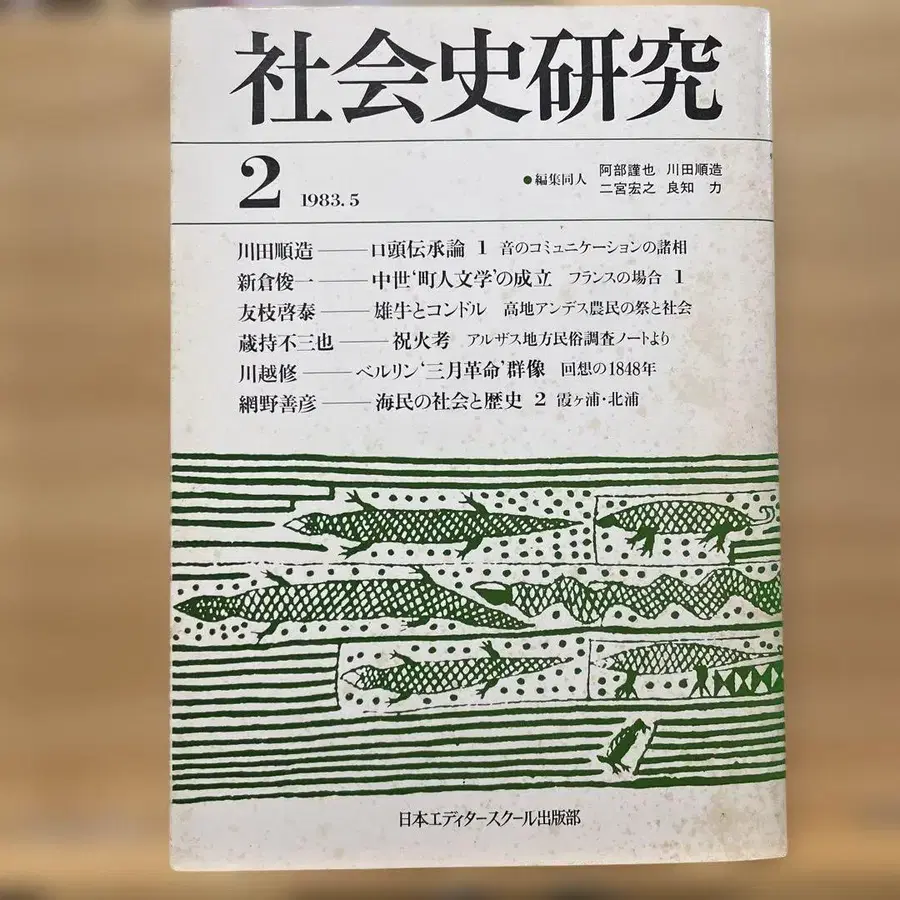 社会史研究
2 1983.5
●編集同人 阿部謹也 川田順造
二宮宏之 良知 力
川田順造――口頭伝承論 1 音のコミュニケーションの諸相
新倉俊一――中世‘町人文学’の成立 フランスの場合 1
友枝啓泰――雄牛とコンドル 高地アンデス農民の祭と社会
蔵持不三也――祝火考 アルザス地方民俗調査ノートより
川越修――ベルリン‘三月革命’群像 回想の1848年
網野善彦――海民の社会と歴史 2 霞ヶ浦・北浦
日本エディタースクール出版部